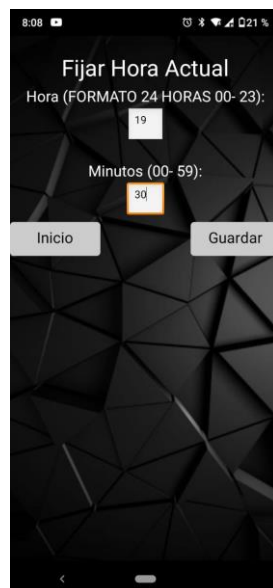 8:08 21 %
Fijar Hora Actual
Hora (FORMATO 24 HORAS 00- 23):
19
Minutos (00- 59):
30
Inicio Guardar